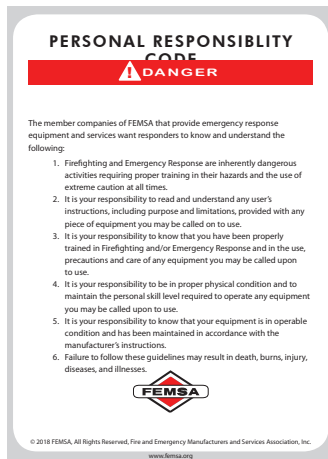 PERSONAL RESPONSIBLITY
CODE
DANGER
The member companies of FEMSA that provide emergency response
equipment and services want responders to know and understand the
following:
1. Firefighting and Emergency Response are inherently dangerous
activities requiring proper training in their hazards and the use of
extreme caution at all times.
2. It is your responsibility to read and understand any user's
instructions, including purpose and limitations, provided with any
piece of equipment you may be called on to use.
3. It is your responsibility to know that you have been properly
trained in Firefighting and/or Emergency Response and in the use,
precautions and care of any equipment you may be called upon
to use.
4. It is your responsibility to be in proper physical condition and to
maintain the personal skill level required to operate any equipment
you may be called upon to use.
5. It is your responsibility to know that your equipment is in operable
condition and has been maintained in accordance with the
manufacturer's instructions.
6. Failure to follow these guidelines may result in death, burns, injury,
diseases, and illnesses.
FEMSA
© 2018 FEMSA, All Rights Reserved, Fire and Emergency Manufacturers and Services Association, Inc.
www.femsa.org